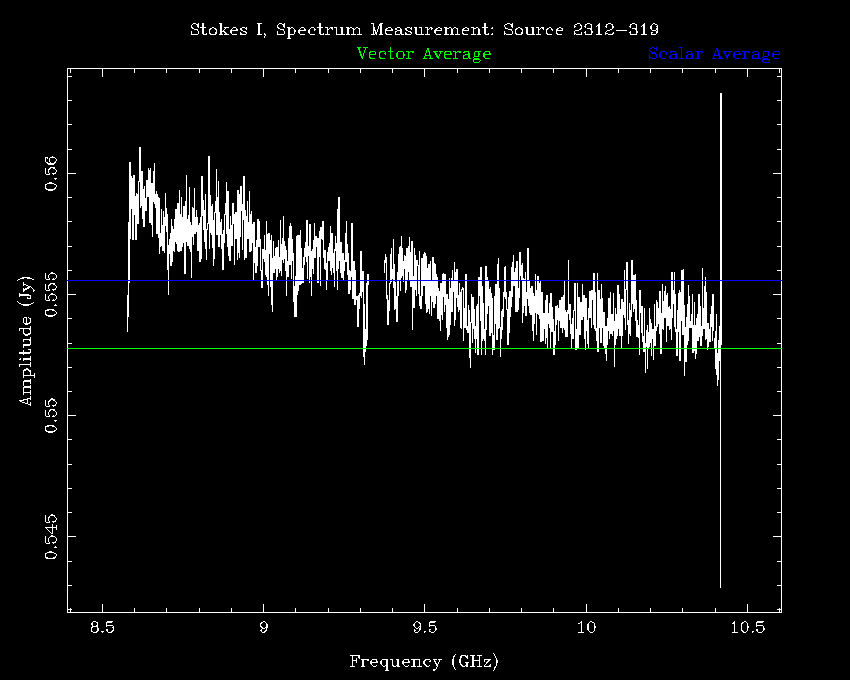 Stokes I, Spectrum Measurement: Source 2312-319
Vector Average
Scalar Average
Amplitude (Jy)
0.56
0.555
0.55
0.545
8.5
9
9.5
10
10.5
Frequency (GHz)